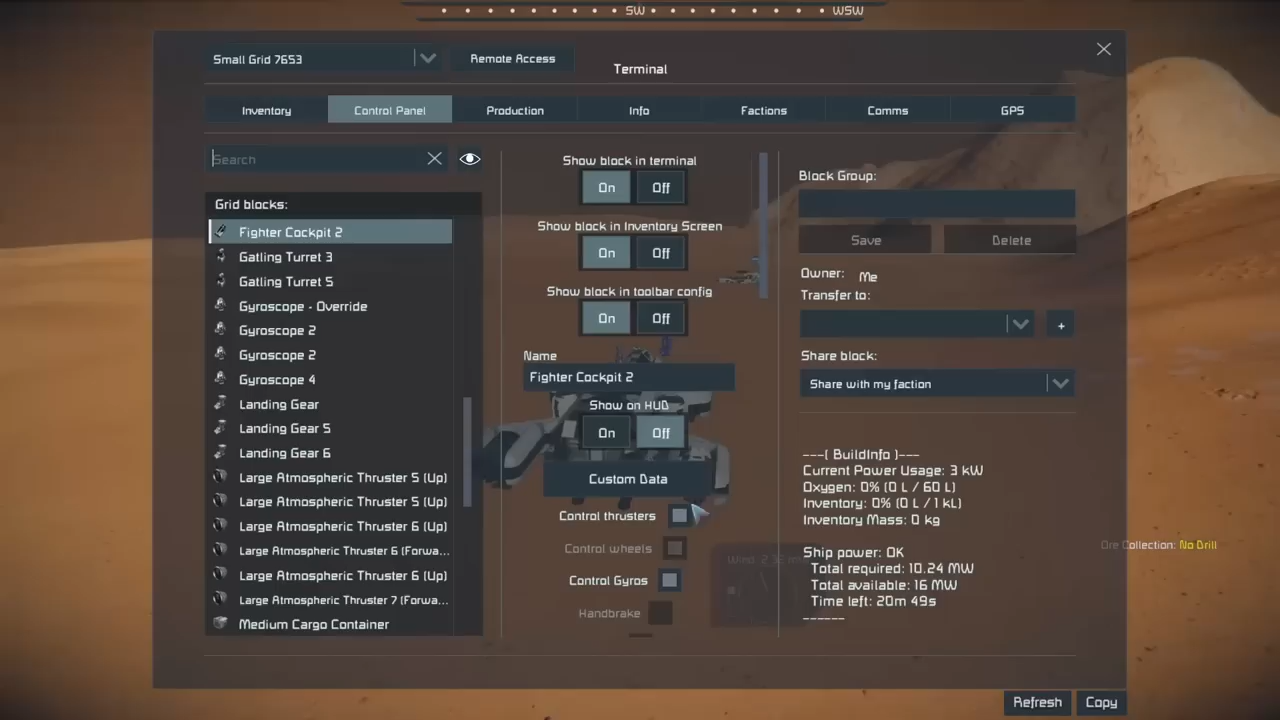 SW
WSW
Small Grid 7653
Remote Access
Terminal
Inventory
Control Panel
Production
Info
Factions
Comms
GPS
Search
Grid blocks:
Fighter Cockpit 2
Gatling Turret 3
Gatling Turret 5
Gyroscope - Override
Gyroscope 2
Gyroscope 2
Gyroscope 4
Landing Gear
Landing Gear 5
Landing Gear 6
Large Atmospheric Thruster 5 (Up)
Large Atmospheric Thruster 5 (Up)
Large Atmospheric Thruster 6 (Up)
Large Atmospheric Thruster 6 (Forwa...
Large Atmospheric Thruster 6 (Up)
Large Atmospheric Thruster 7 (Forwa...
Medium Cargo Container
Show block in terminal
On Off
Show block in Inventory Screen
On Off
Show block in toolbar config
On Off
Name
Fighter Cockpit 2
Show on HUD
On Off
Custom Data
Control thrusters
Control wheels
Control Gyros
Handbrake
Block Group:
Save
Delete
Owner: Me
Transfer to:
+
Share block:
Share with my faction
---[ BuildInfo ]---
Current Power Usage: 3 kW
Oxygen: 0% (0 L / 60 L)
Inventory: 0% (0 L / 1 kL)
Inventory Mass: 0 kg
Ship power: OK
Total required: 10.24 MW
Total available: 16 MW
Time left: 20m 49s
------
Ore Collection: No Drill
Refresh
Copy